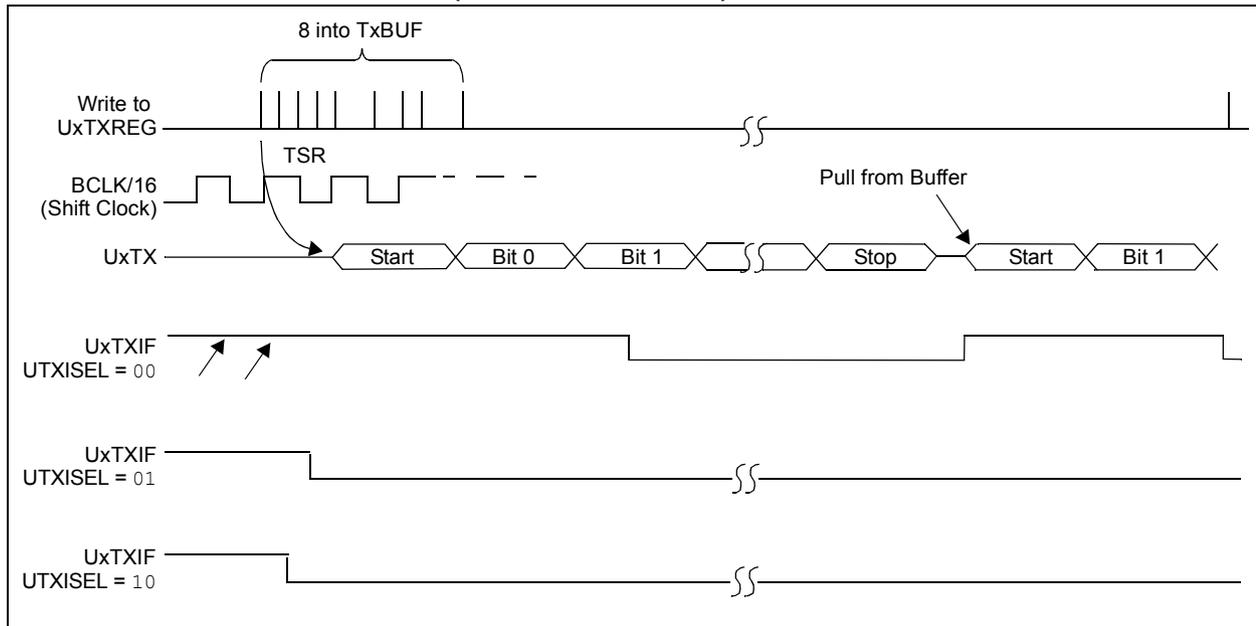 8 into TxBUF
Write to
UxTXREG
TSR
BCLK/16
(Shift Clock)
Pull from Buffer
UxTX
Start
Bit 0
Bit 1
Stop
Start
Bit 1
UxTXIF
UTXISEL = 00
UxTXIF
UTXISEL = 01
UxTXIF
UTXISEL = 10